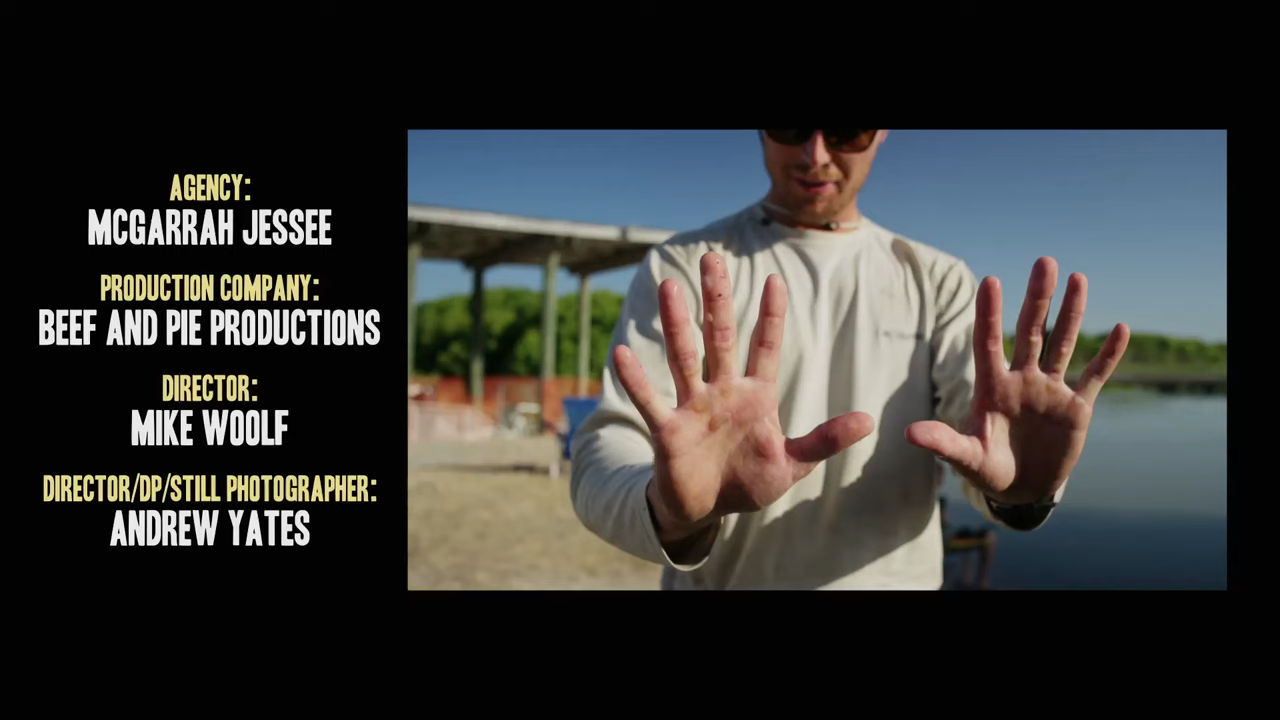 AGENCY:
MCGARRAH JESSEE
PRODUCTION COMPANY:
BEEF AND PIE PRODUCTIONS
DIRECTOR:
MIKE WOOLF
DIRECTOR/DP/STILL PHOTOGRAPHER:
ANDREW YATES